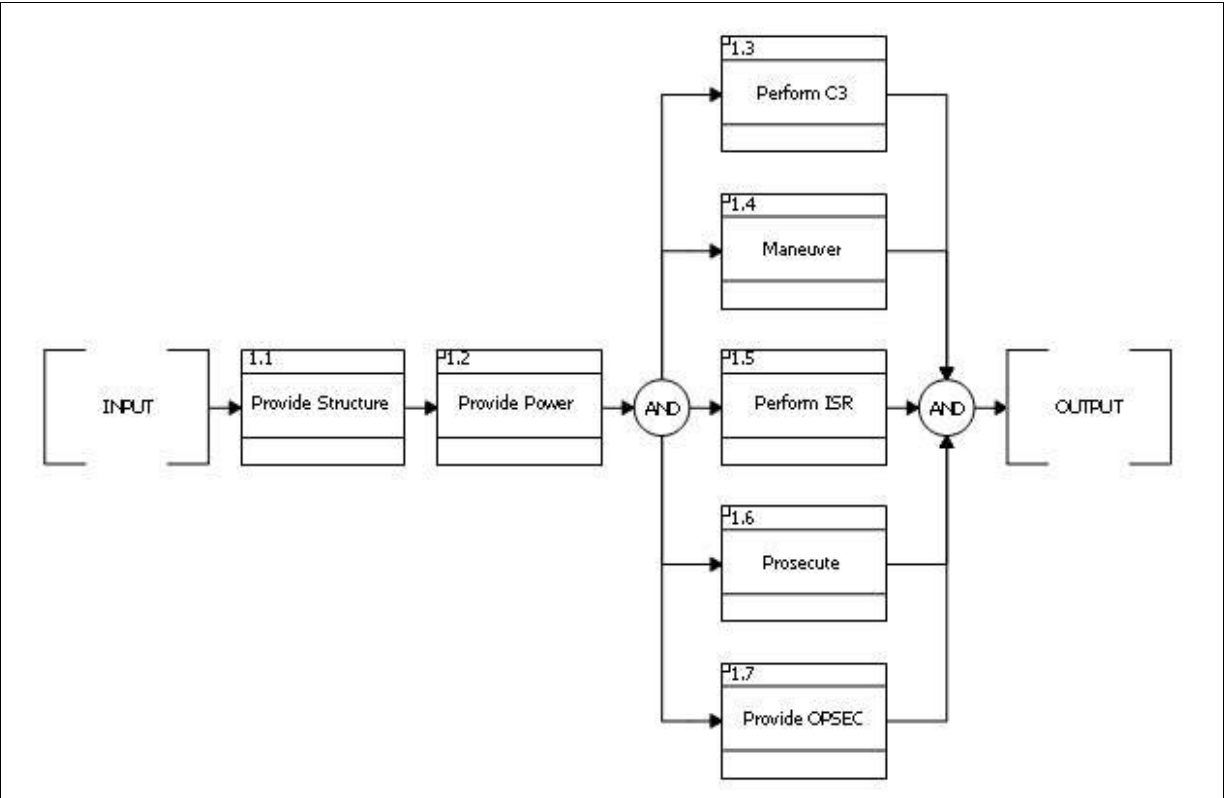 1.3
Perform C3
1.4
Maneuver
INPUT
1.1
Provide Structure
1.2
Provide Power
AND
1.5
Perform ISR
AND
OUTPUT
1.6
Prosecute
1.7
Provide OPSEC